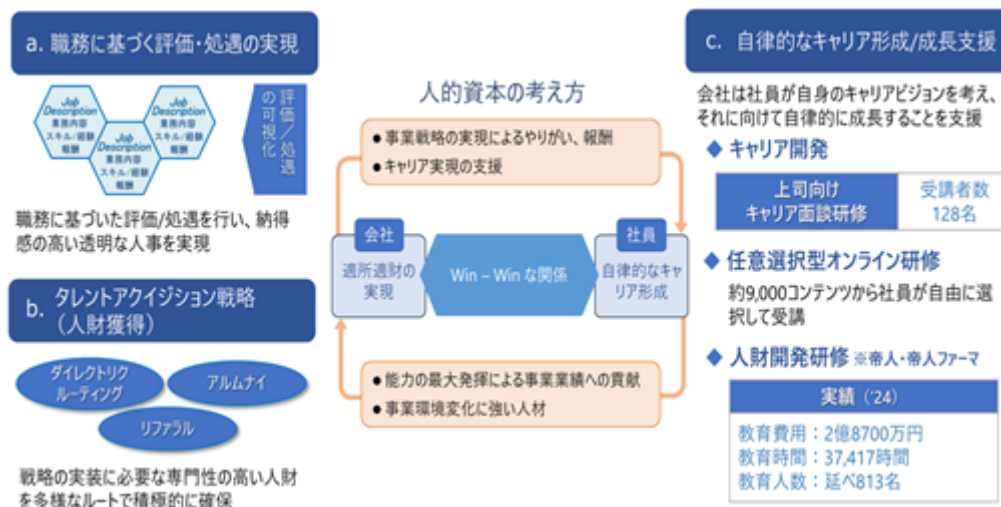 a. 職務に基づく評価・処遇の実現
Job
Description
業務内容
スキル/経験
報酬
Job
Description
業務内容
スキル/経験
報酬
Job
Description
業務内容
スキル/経験
報酬
評価/処遇
の可視化
職務に基づいた評価/処遇を行い、納得
感の高い透明な人事を実現
b. タレントアクイジション戦略
(人財獲得)
ダイレクトリク
ルーティング
アルムナイ
リファラル
戦略の実装に必要な専門性の高い人財
を多様なルートで積極的に確保
人的資本の考え方
● 事業戦略の実現によるやりがい、報酬
● キャリア実現の支援
会社
適所適財の
実現
Win – Win な関係
社員
自律的なキャ
リア形成
● 能力の最大発揮による事業業績への貢献
● 事業環境変化に強い人材
c. 自律的なキャリア形成/成長支援
会社は社員が自身のキャリアビジョンを考え、
それに向けて自律的に成長することを支援
◆ キャリア開発
上司向け
キャリア面談研修
受講者数
128名
◆ 任意選択型オンライン研修
約9,000コンテンツから社員が自由に選
択して受講
◆ 人財開発研修 ※帝人・帝人ファーマ
実績 ('24)
教育費用：2億8700万円
教育時間：37,417時間
教育人数：延べ813名